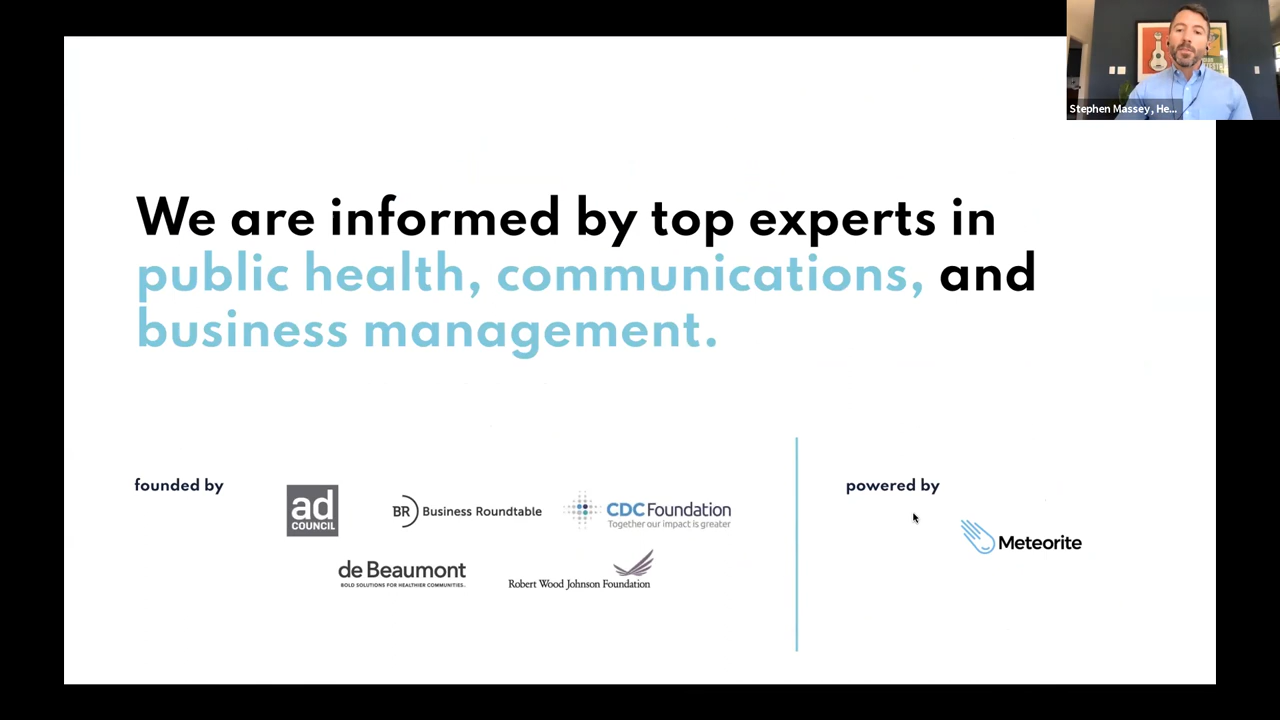 Stephen Massey, He...
We are informed by top experts in
public health, communications, and
business management.
founded by
ad
COUNCIL
BR Business Roundtable
CDC Foundation
Together our impact is greater
de Beaumont
BOLD SOLUTIONS FOR HEALTHIER COMMUNITIES.
Robert Wood Johnson Foundation
powered by
Meteorite